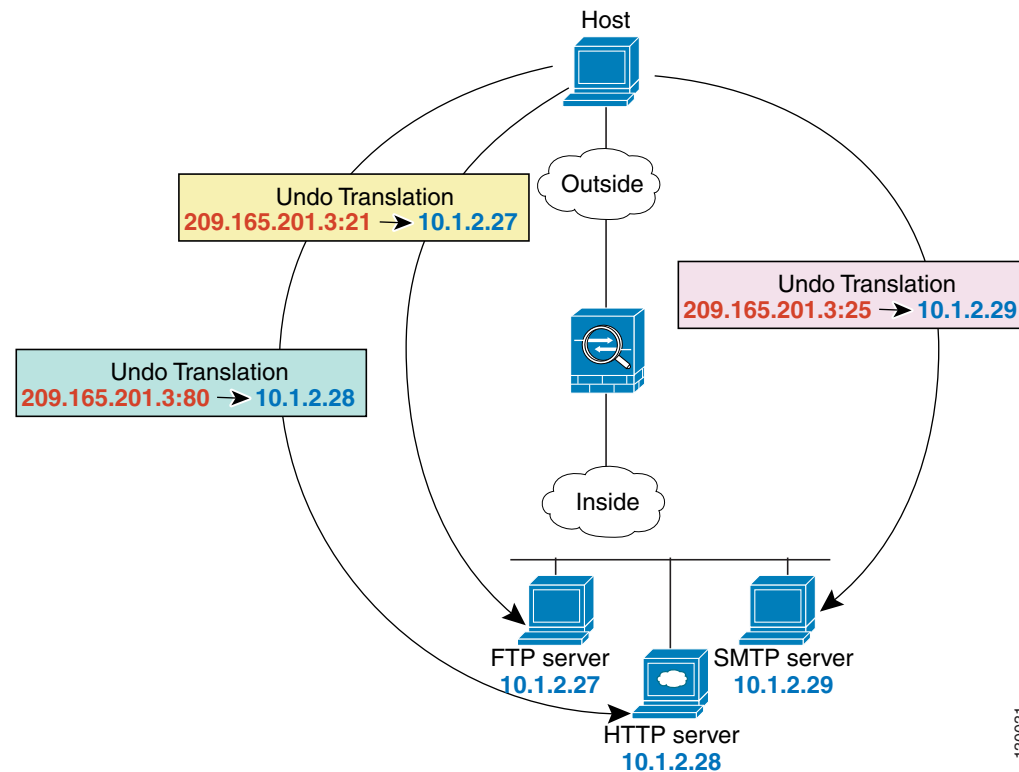 Host
Outside
Undo Translation
209.165.201.3:21 → 10.1.2.27
Undo Translation
209.165.201.3:25 → 10.1.2.29
Undo Translation
209.165.201.3:80 → 10.1.2.28
Inside
FTP server
10.1.2.27
SMTP server
10.1.2.29
HTTP server
10.1.2.28